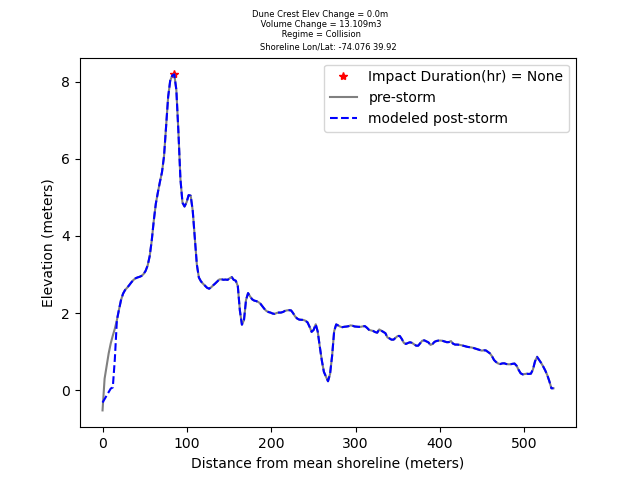 Dune Crest Elev Change = 0.0m
Volume Change = 13.109m3
Regime = Collision
Shoreline Lon/Lat: -74.076 39.92
Impact Duration(hr) = None
pre-storm
modeled post-storm
Elevation (meters)
8
6
4
2
0
0 100 200 300 400 500
Distance from mean shoreline (meters)